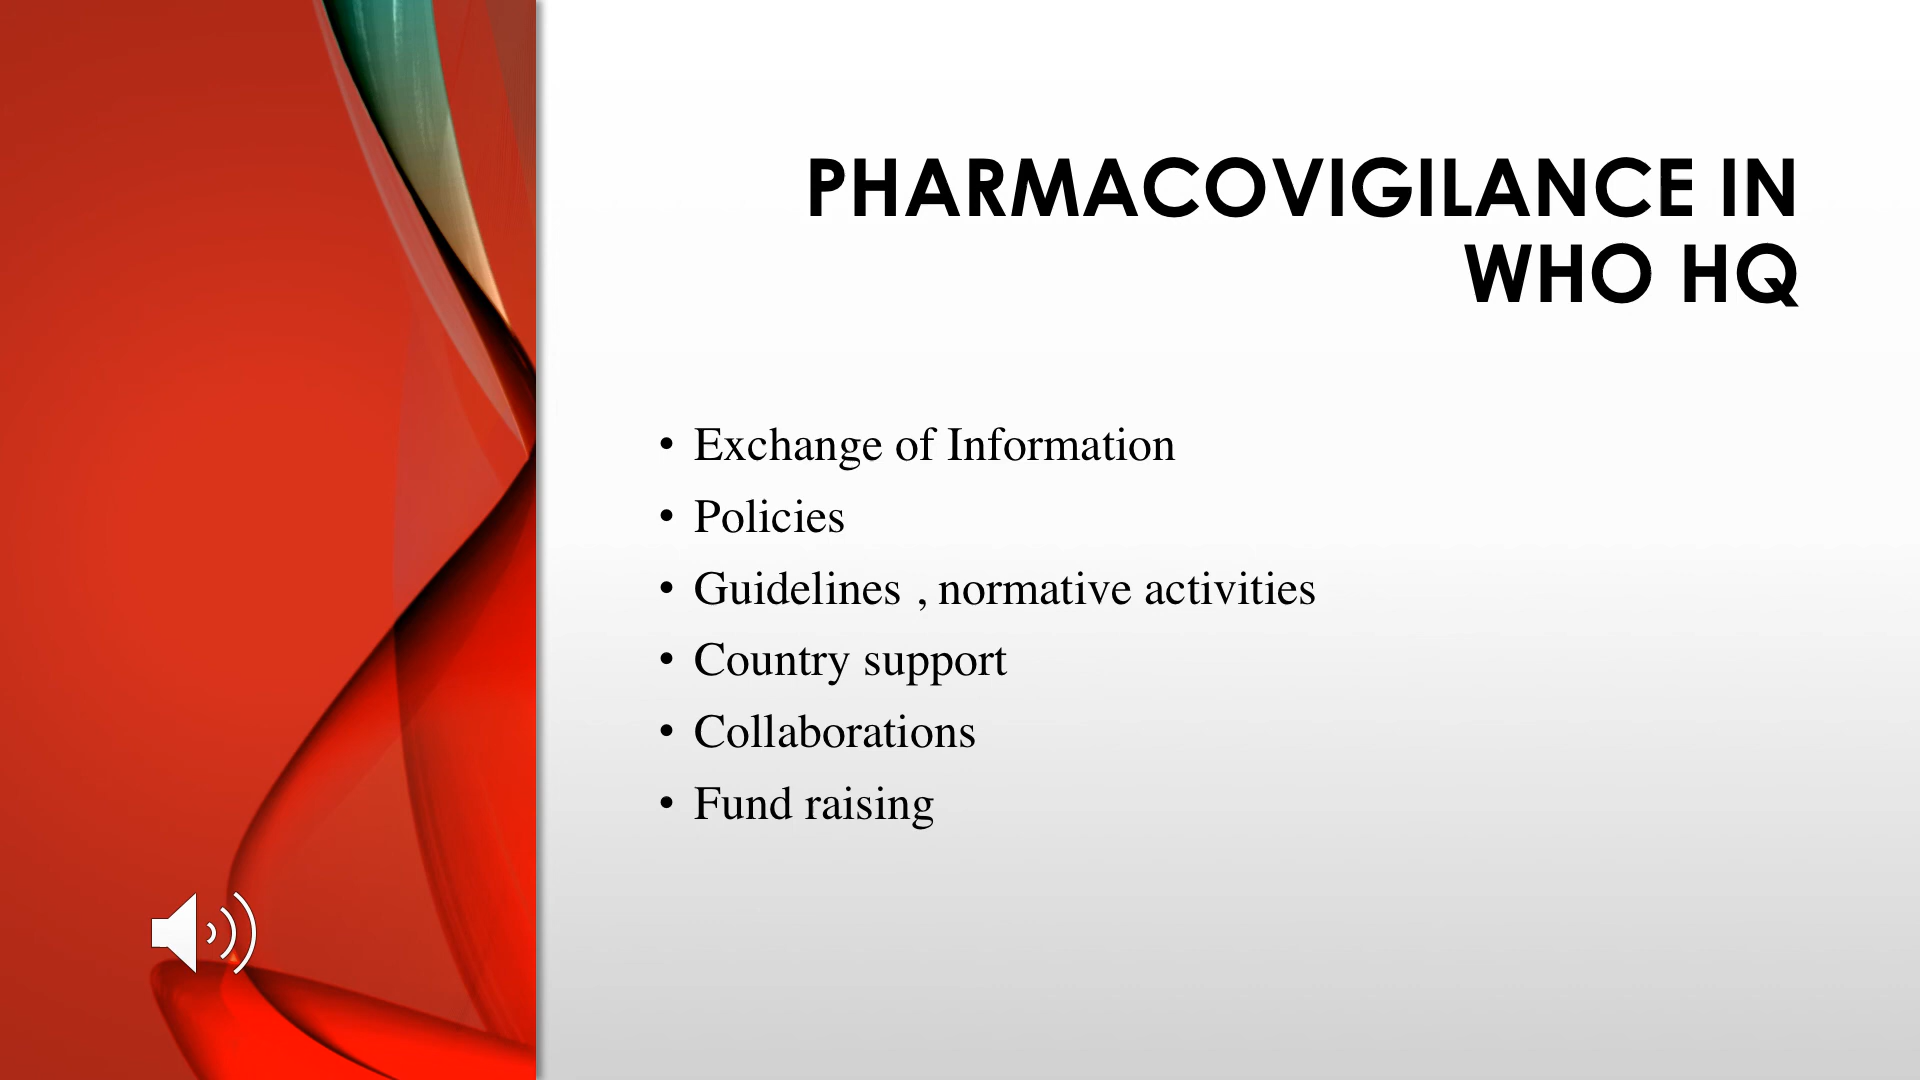 PHARMACOVIGILANCE IN
WHO HQ
• Exchange of Information
• Policies
• Guidelines , normative activities
• Country support
• Collaborations
• Fund raising